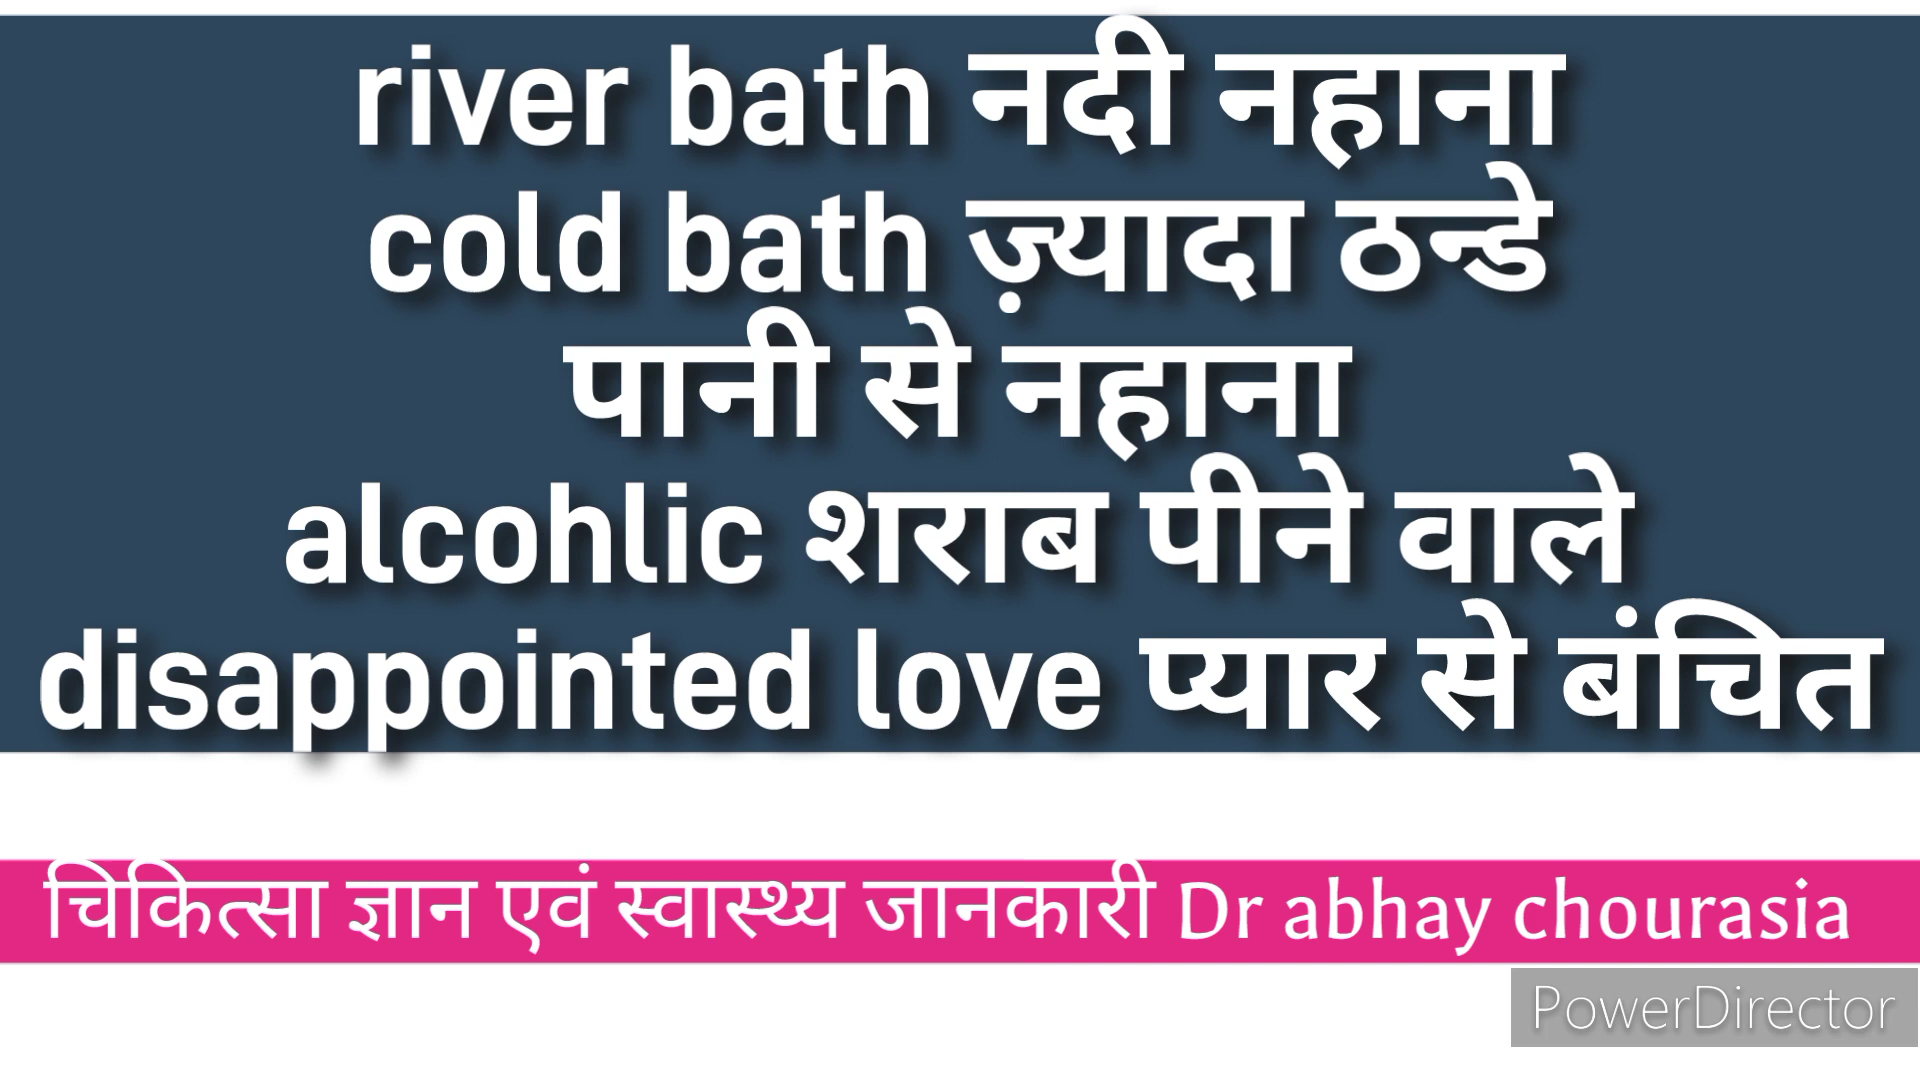 river bath नदी नहाना
cold bath ज़्यादा ठन्डे
पानी से नहाना
alcohlic शराब पीने वाले
disappointed love प्यार से बंचित
चिकित्सा ज्ञान एवं स्वास्थ्य जानकारी Dr abhay chourasia
PowerDirector